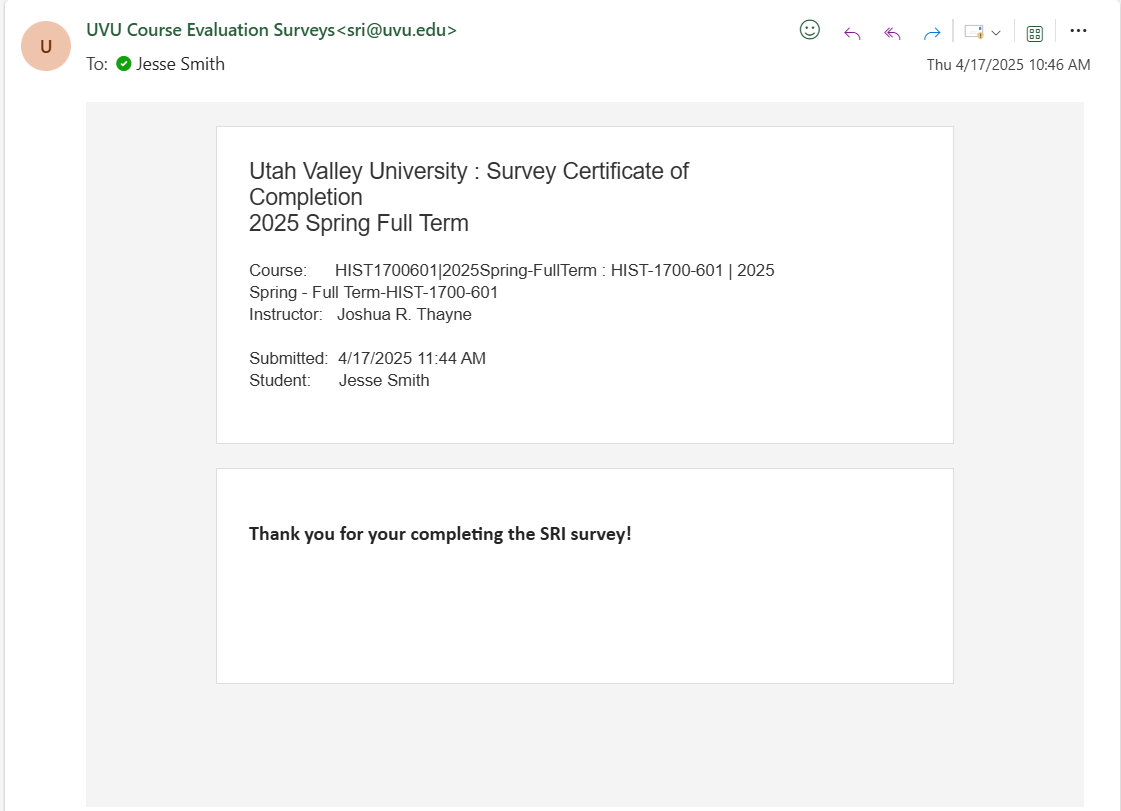 U
UVU Course Evaluation Surveys<sri@uvu.edu>
To: Jesse Smith
Thu 4/17/2025 10:46 AM
Utah Valley University : Survey Certificate of
Completion
2025 Spring Full Term
Course: HIST1700601|2025Spring-FullTerm : HIST-1700-601 | 2025
Spring - Full Term-HIST-1700-601
Instructor: Joshua R. Thayne
Submitted: 4/17/2025 11:44 AM
Student: Jesse Smith
Thank you for your completing the SRI survey!